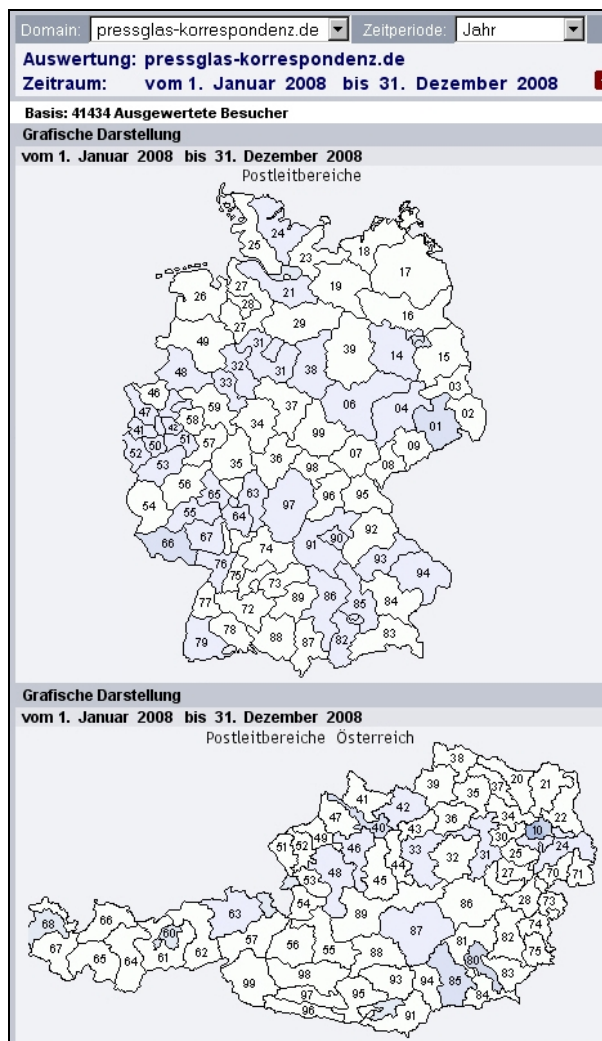 Domain: pressglas-korrespondenz.de Zeitperiode: Jahr
Auswertung: pressglas-korrespondenz.de
Zeitraum: vom 1. Januar 2008 bis 31. Dezember 2008
Basis: 41434 Ausgewertete Besucher
Grafische Darstellung
vom 1. Januar 2008 bis 31. Dezember 2008
Postleitbereiche
24
25 23 18
17
27 21 19
26 28 16
27 29
49 31 39 14 15
48 32 31 38
33 03
46 59 37 06 04 02
47 58 34 01
41 42 99
52 50 51 57 09
53 35 36 07 08
98
56 65 63 96 95
54 55 64 97
92
66 67 91 90
74 93
76 94
75 73 86
77 89 85 84
72
79 78 88 87 82 83
Grafische Darstellung
vom 1. Januar 2008 bis 31. Dezember 2008
Postleitbereiche Österreich
38
41 39 20 21
42 35 37
47 36 34 22
40 43 10
49 30
51 52 46 33 31 24
48 32 25
53 44 27 70 71
54 45 28 73
89 86
68 66 63 87 74
60 57 56 55 88 81 82 75
67 65 64 61 62 80
98 93 94 85 83
99 97 95 84
96 91